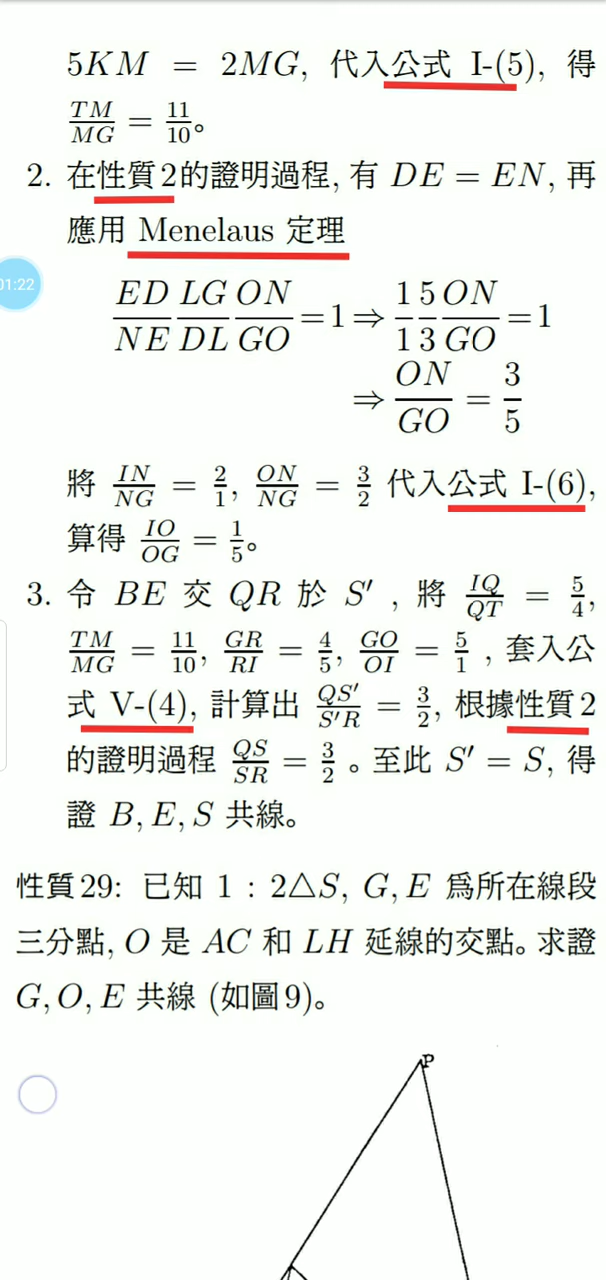 5KM = 2MG, 代入公式 I-(5), 得
TM/MG = 11/10。
2. 在性質2的證明過程, 有 DE = EN, 再
應用 Menelaus 定理
01:22
ED/NE LG/DL ON/GO = 1 ⇒ 1/1 5/3 ON/GO = 1
⇒ ON/GO = 3/5
將 IN/NG = 2/1, ON/NG = 3/2 代入公式 I-(6),
算得 IO/OG = 1/5。
3. 令 BE 交 QR 於 S′ , 將 IQ/QT = 5/4,
TM/MG = 11/10, GR/RI = 4/5, GO/OI = 5/1 , 套入公
式 V-(4), 計算出 QS′/S′R = 3/2, 根據性質2
的證明過程 QS/SR = 3/2 。至此 S′ = S, 得
證 B, E, S 共線。
性質29: 已知 1 : 2△S, G, E 爲所在線段
三分點, O 是 AC 和 LH 延線的交點。求證
G, O, E 共線 (如圖9)。
P